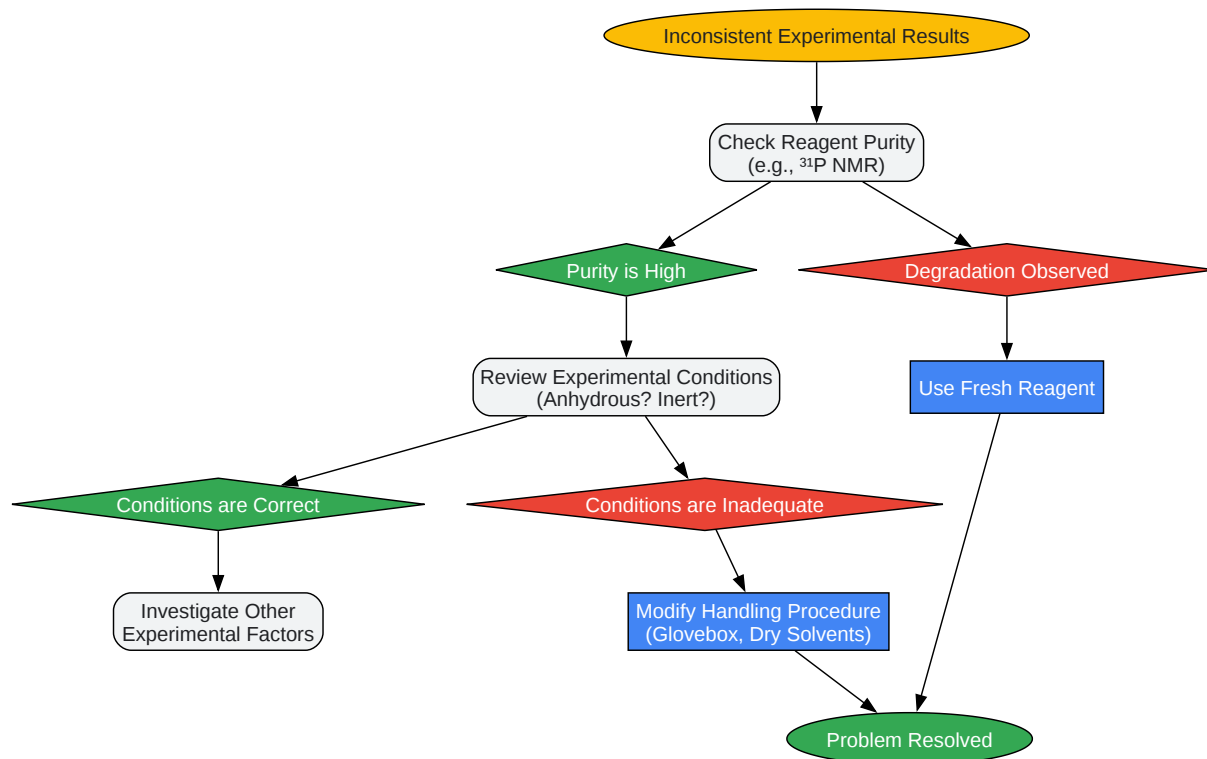 Inconsistent Experimental Results
Check Reagent Purity
(e.g., ³¹P NMR)
Purity is High
Degradation Observed
Review Experimental Conditions
(Anhydrous? Inert?)
Use Fresh Reagent
Conditions are Correct
Conditions are Inadequate
Investigate Other
Experimental Factors
Modify Handling Procedure
(Glovebox, Dry Solvents)
Problem Resolved